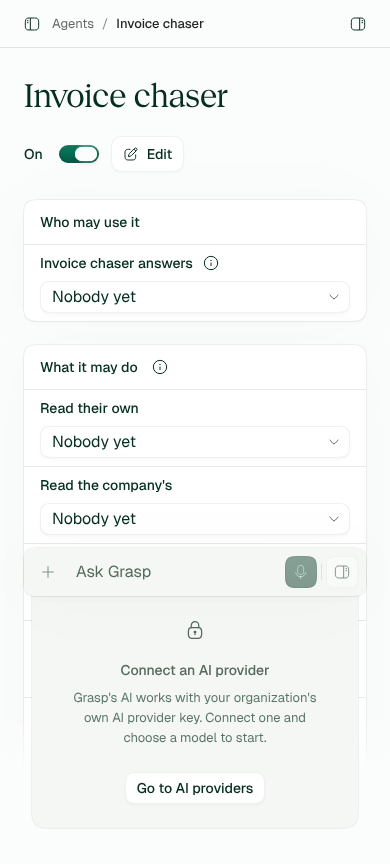 Agents / Invoice chaser
Invoice chaser
On
Edit
Who may use it
Invoice chaser answers
Nobody yet
What it may do
Read their own
Nobody yet
Read the company's
Nobody yet
Ask Grasp
Connect an AI provider
Grasp's AI works with your organization's
own AI provider key. Connect one and
choose a model to start.
Go to AI providers